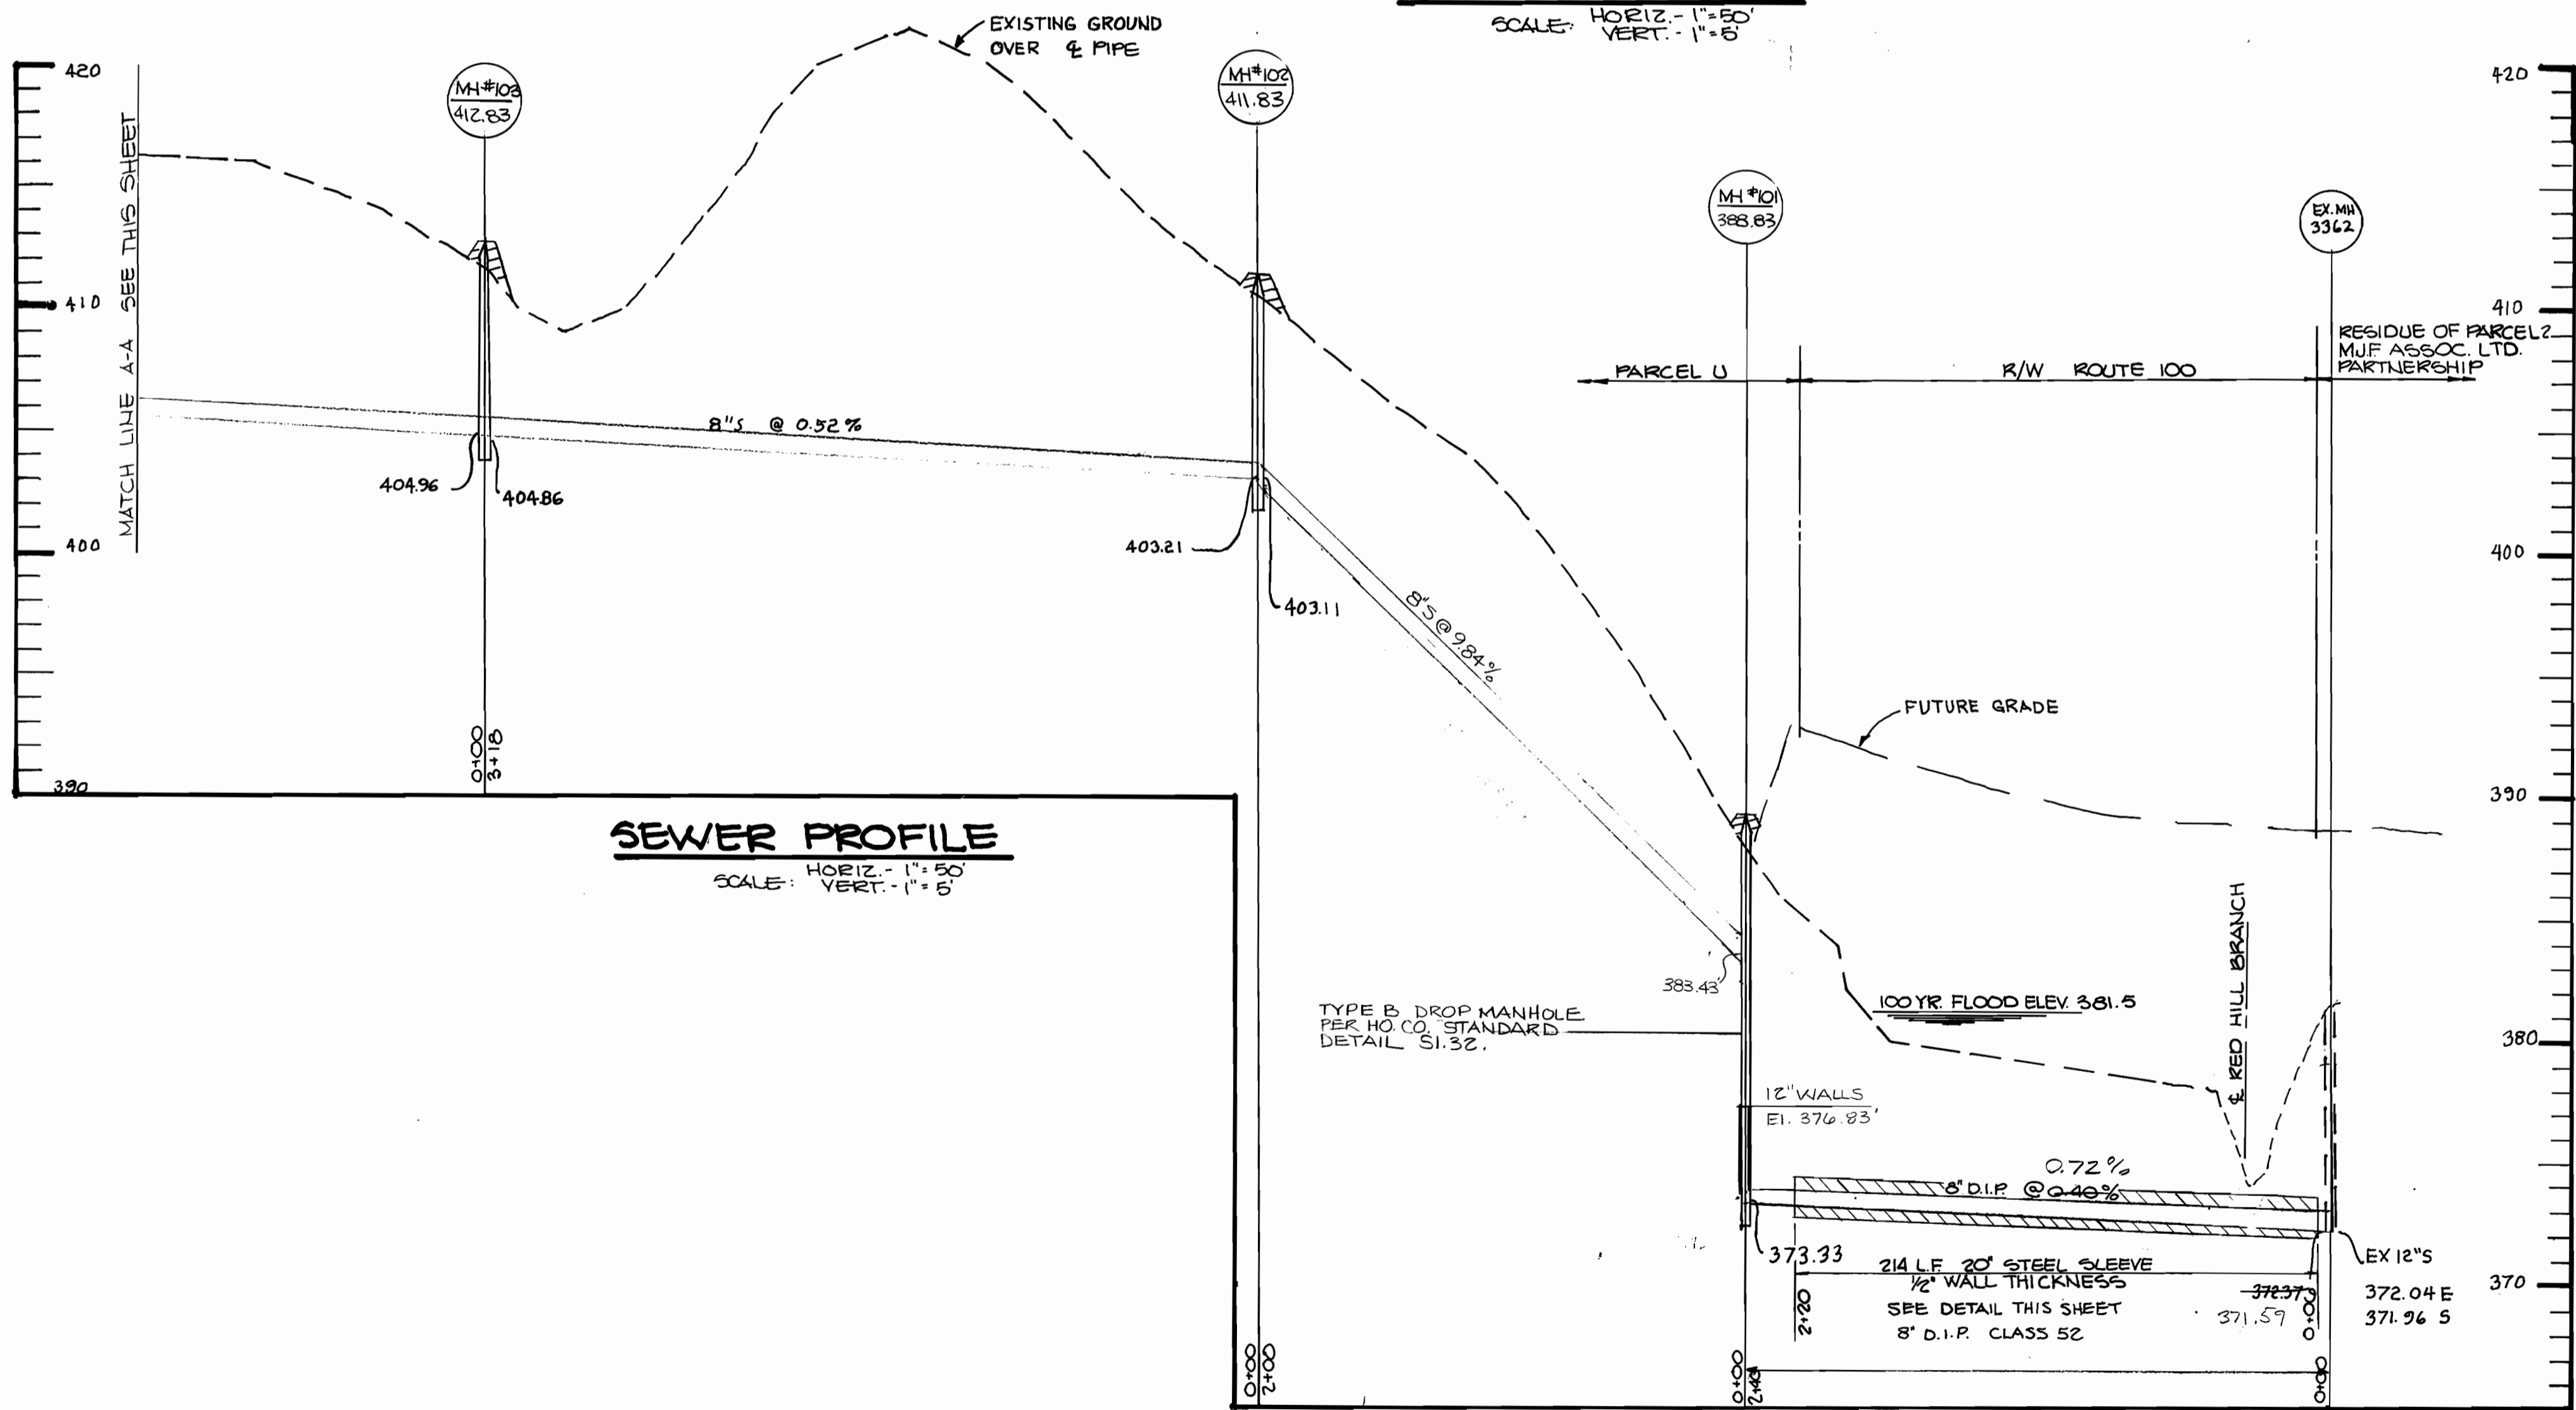 SCALE: HORIZ. - 1"=50'
VERT. - 1"=5'
EXISTING GROUND
OVER ℄ PIPE
420
410
400
390
MATCH LINE A-A SEE THIS SHEET
MH #103
412.83
MH #102
411.83
MH #101
388.83
EX. MH
3362
420
410
400
390
380
370
RESIDUE OF PARCEL 2
MJF ASSOC. LTD.
PARTNERSHIP
PARCEL U
R/W ROUTE 100
8"S @ 0.52%
404.96
404.86
403.21
403.11
8"S @ 9.84%
FUTURE GRADE
0+00
3+18
SEWER PROFILE
SCALE: HORIZ. - 1"=50'
VERT. - 1"=5'
383.43'
TYPE B DROP MANHOLE
PER HO. CO. STANDARD
DETAIL S1.32.
100 YR. FLOOD ELEV. 381.5
℄ RED HILL BRANCH
12" WALLS
El. 376.83'
0.72%
8" D.I.P. @ 0.40%
373.33
214 L.F. 20" STEEL SLEEVE
1/2" WALL THICKNESS
SEE DETAIL THIS SHEET
8" D.I.P. CLASS 52
2+20
372.37
371.59
0+06
EX 12"S
372.04 E
371.96 S
0+00
2+00
0+00
2+40
0+00